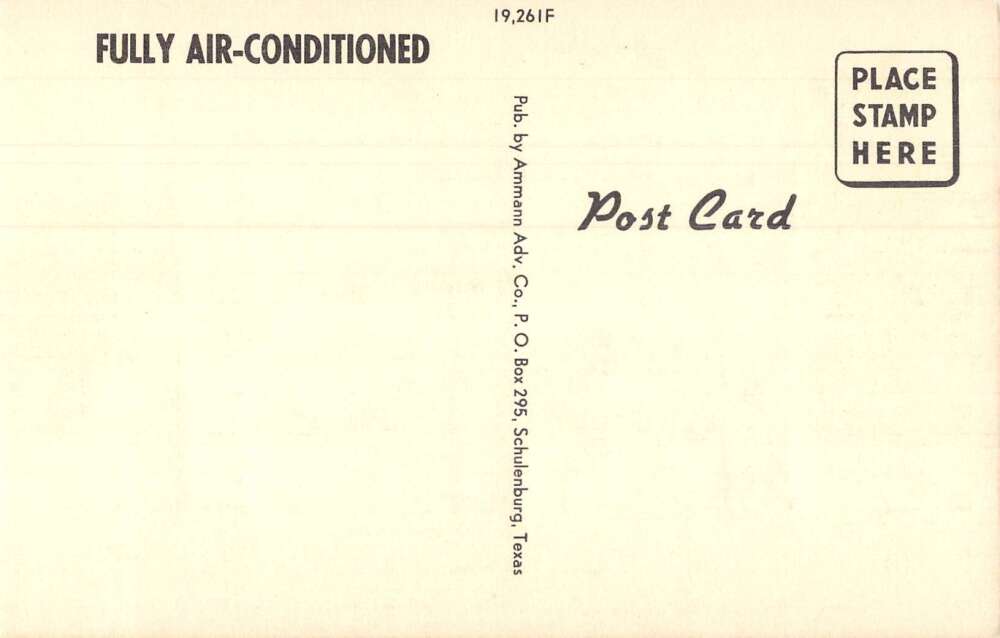 19,261F
FULLY AIR-CONDITIONED
PLACE
STAMP
HERE
Post Card
Pub. by Ammann Adv. Co., P. O. Box 295, Schulenburg, Texas